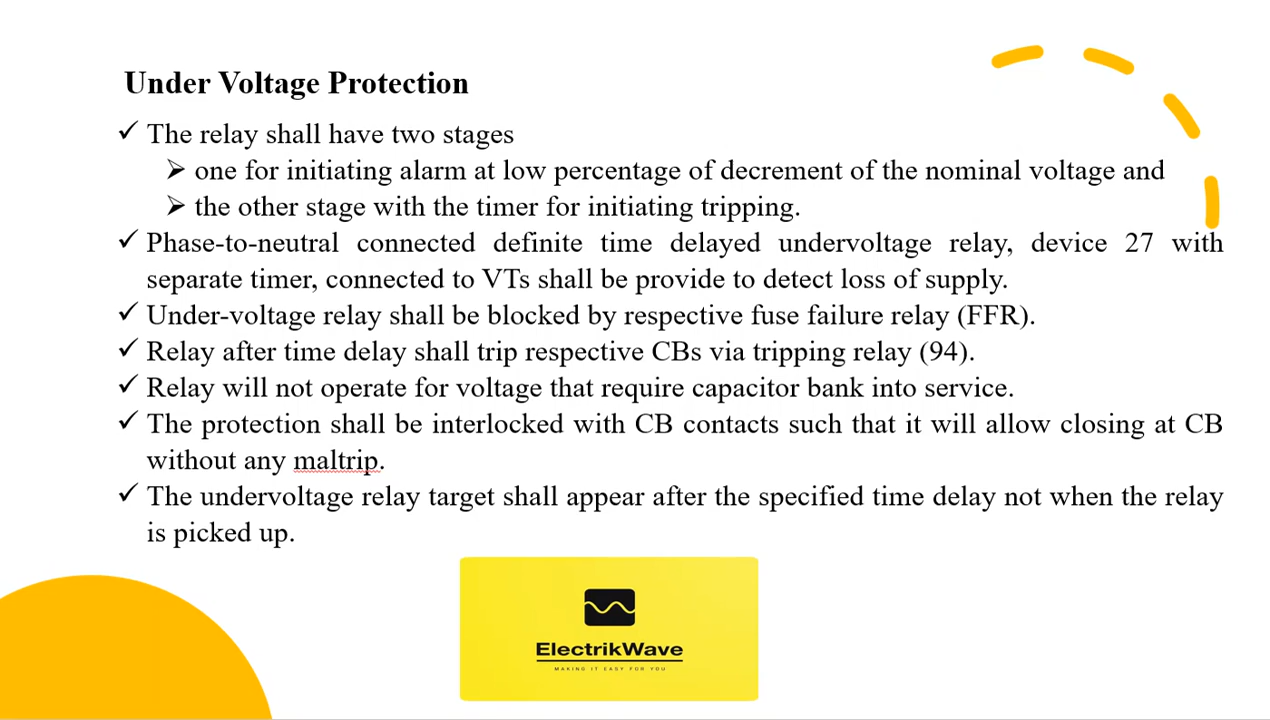 Under Voltage Protection
✓ The relay shall have two stages
➢ one for initiating alarm at low percentage of decrement of the nominal voltage and
➢ the other stage with the timer for initiating tripping.
✓ Phase-to-neutral connected definite time delayed undervoltage relay, device 27 with
separate timer, connected to VTs shall be provide to detect loss of supply.
✓ Under-voltage relay shall be blocked by respective fuse failure relay (FFR).
✓ Relay after time delay shall trip respective CBs via tripping relay (94).
✓ Relay will not operate for voltage that require capacitor bank into service.
✓ The protection shall be interlocked with CB contacts such that it will allow closing at CB
without any maltrip.
✓ The undervoltage relay target shall appear after the specified time delay not when the relay
is picked up.
ElectrikWave
MAKING IT EASY FOR YOU